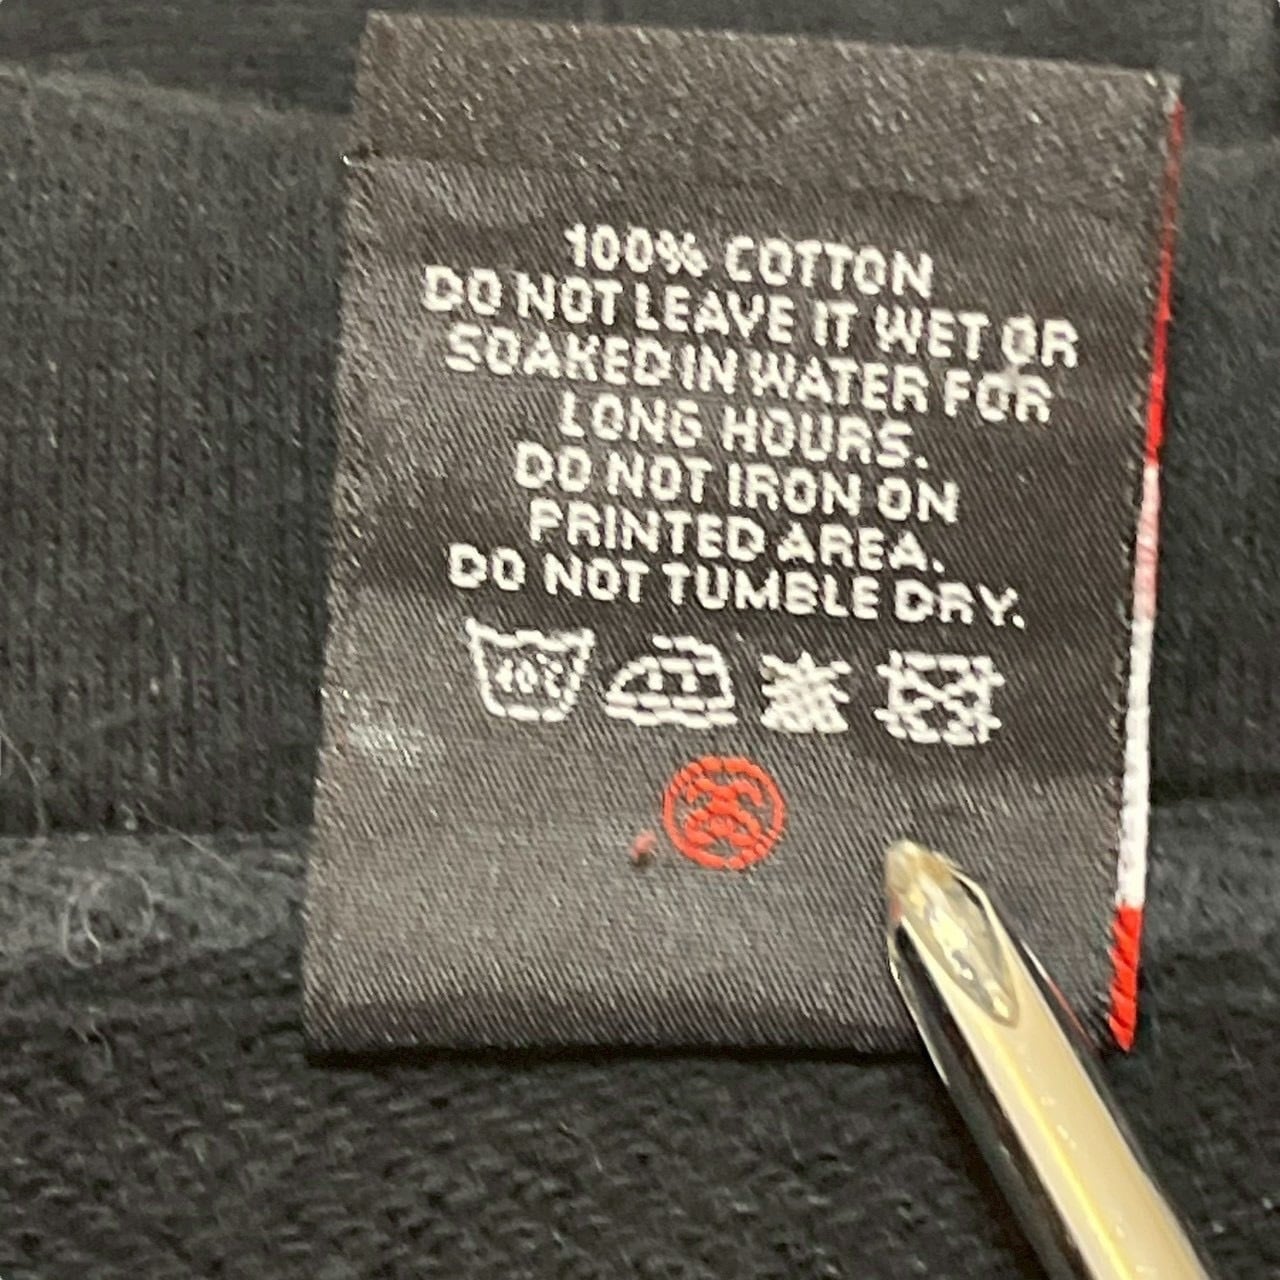 100% COTTON
DO NOT LEAVE IT WET OR
SOAKED IN WATER FOR
LONG HOURS.
DO NOT IRON ON
PRINTED AREA.
DO NOT TUMBLE DRY.
40°C